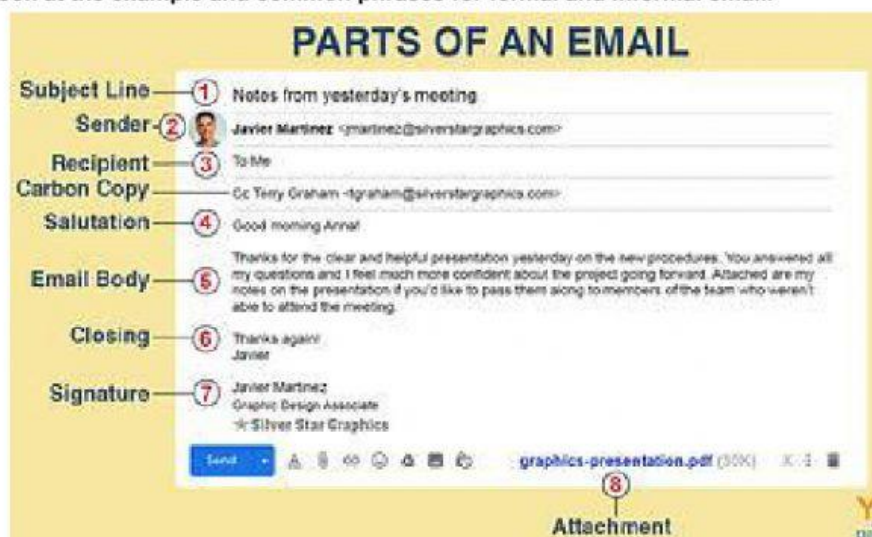 PARTS OF AN EMAIL
Subject Line 1 Notes from yesterday's meeting
Sender 2 Javier Martinez <jmartinez@silverstargraphics.com>
Recipient 3 To Me
Carbon Copy Cc Terry Graham <tgraham@silverstargraphics.com>
Salutation 4 Good morning Anna!
Thanks for the clear and helpful presentation yesterday on the new procedures. You answered all
Email Body 5 my questions and I feel much more confident about the project going forward. Attached are my
notes on the presentation if you'd like to pass them along to members of the team who weren't
able to attend the meeting.
Closing 6 Thanks again!
Javier
Signature 7 Javier Martinez
Graphic Design Associate
Silver Star Graphics
Send graphics-presentation.pdf (30K)
8
Attachment